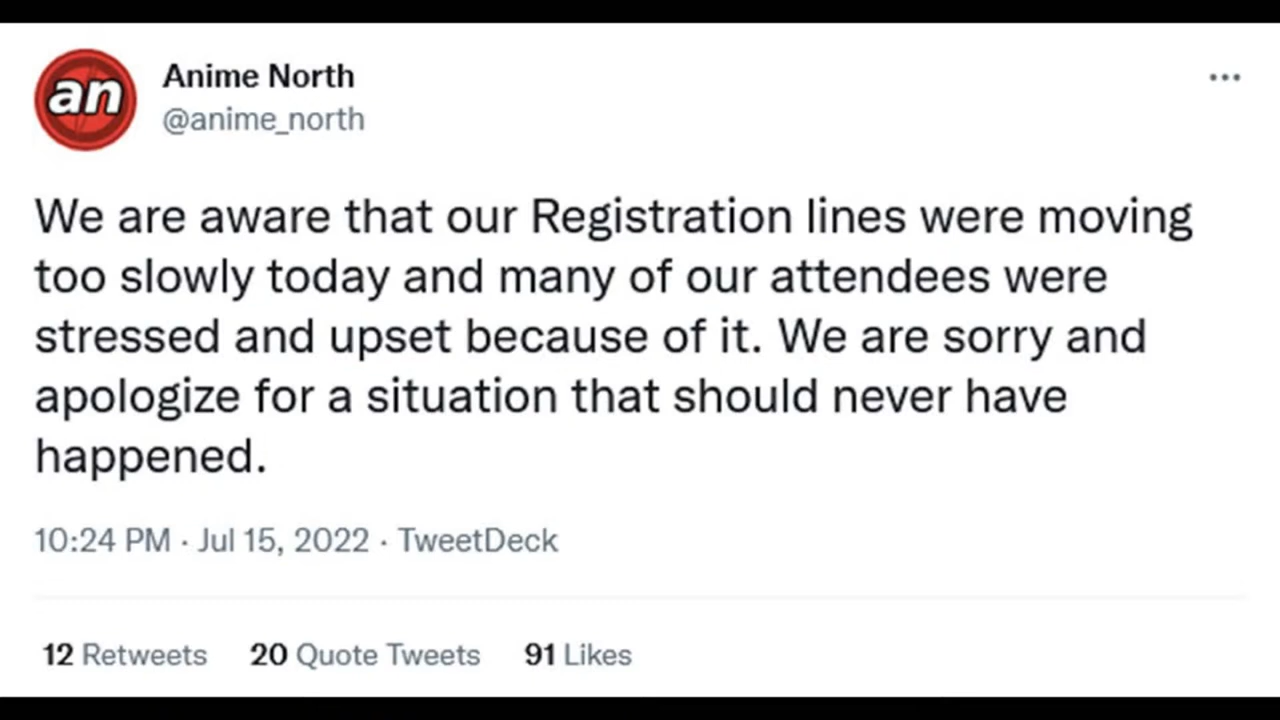 an
Anime North
@anime_north
We are aware that our Registration lines were moving
too slowly today and many of our attendees were
stressed and upset because of it. We are sorry and
apologize for a situation that should never have
happened.
10:24 PM · Jul 15, 2022 · TweetDeck
12 Retweets 20 Quote Tweets 91 Likes